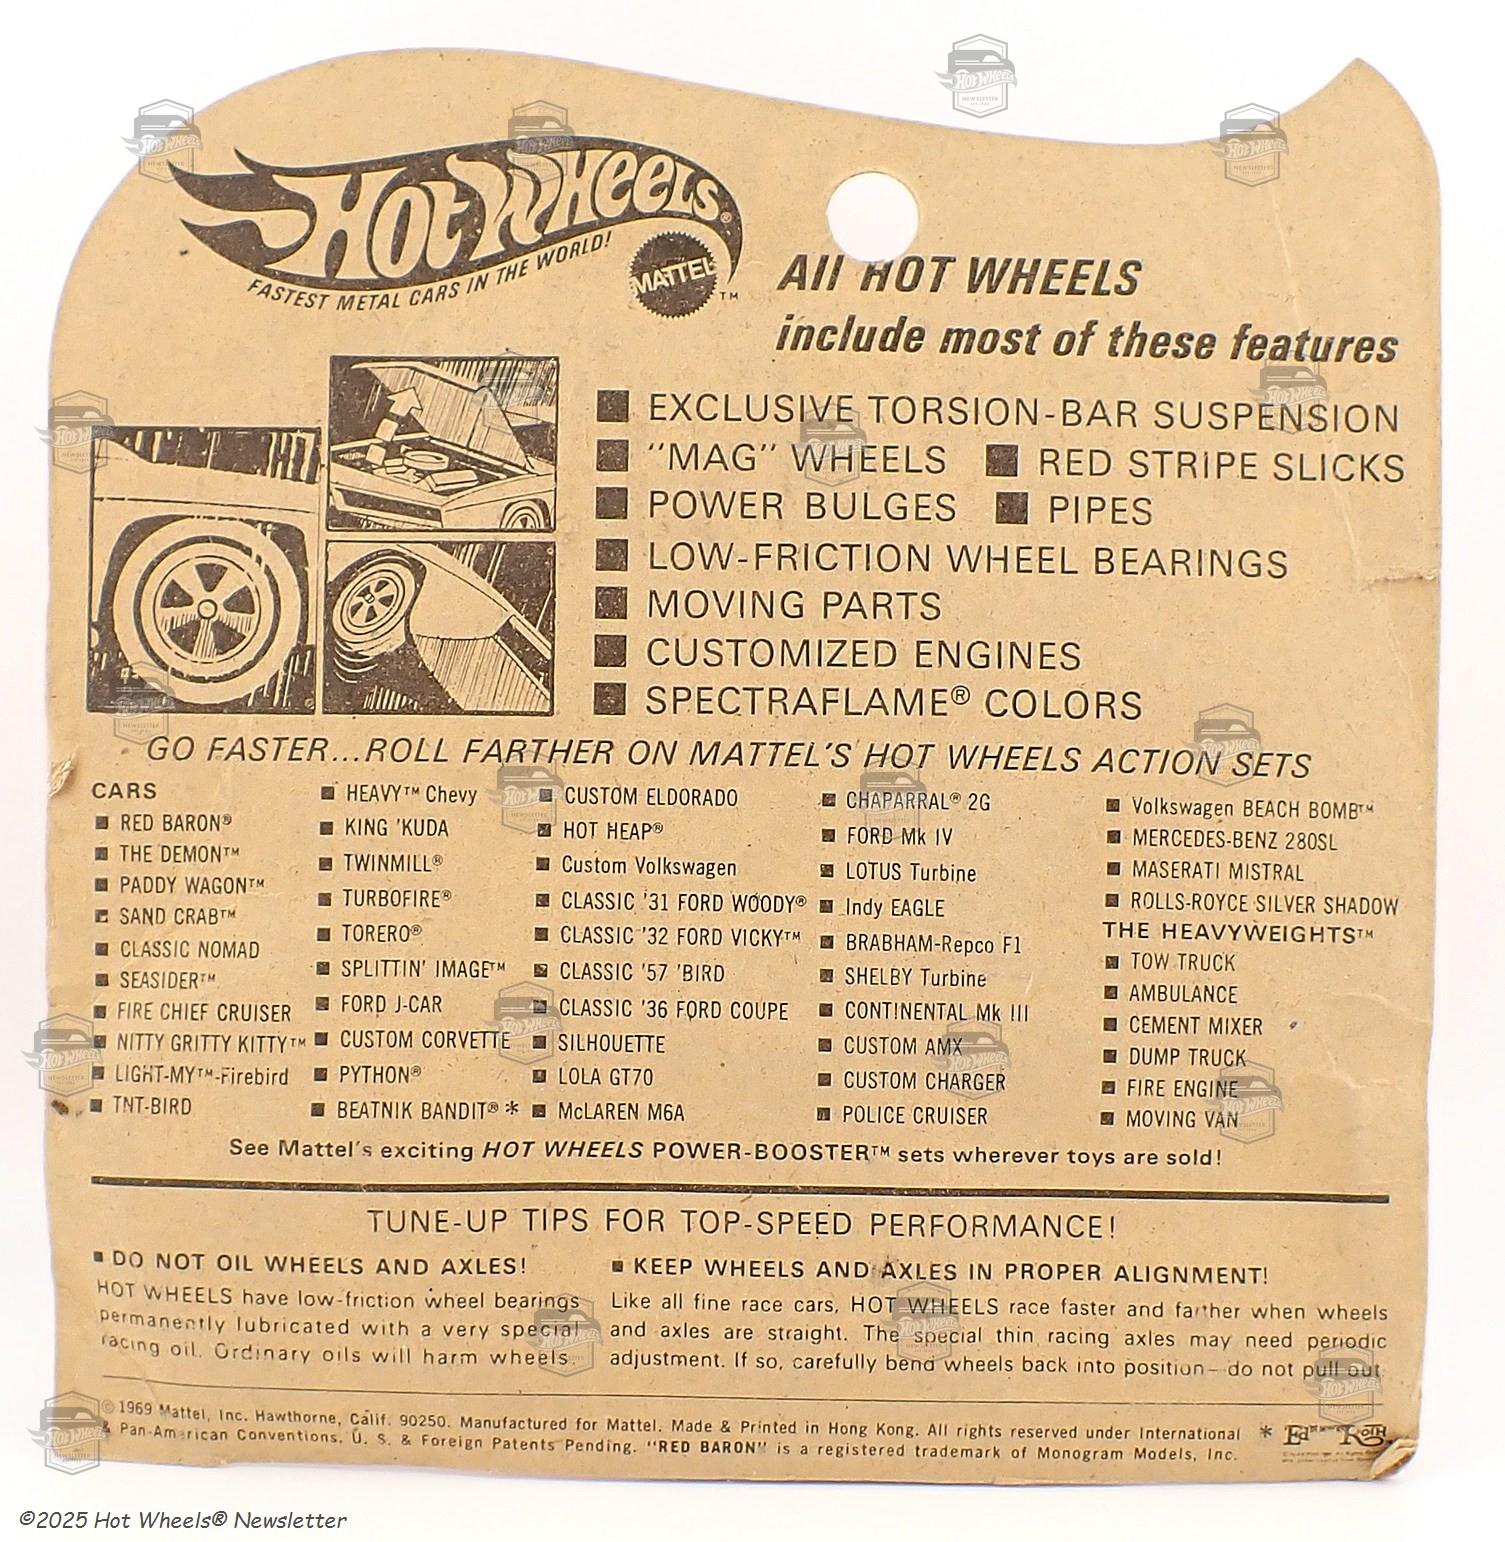 HOT WHEELS®
FASTEST METAL CARS IN THE WORLD!
MATTEL™
All HOT WHEELS
include most of these features
■ EXCLUSIVE TORSION-BAR SUSPENSION
■ "MAG" WHEELS ■ RED STRIPE SLICKS
■ POWER BULGES ■ PIPES
■ LOW-FRICTION WHEEL BEARINGS
■ MOVING PARTS
■ CUSTOMIZED ENGINES
■ SPECTRAFLAME® COLORS
GO FASTER...ROLL FARTHER ON MATTEL'S HOT WHEELS ACTION SETS
CARS
■ RED BARON®
■ THE DEMON™
■ PADDY WAGON™
■ SAND CRAB™
■ CLASSIC NOMAD
■ SEASIDER™
■ FIRE CHIEF CRUISER
■ NITTY GRITTY KITTY™
■ LIGHT-MY™-Firebird
■ TNT-BIRD
■ HEAVY™ Chevy
■ KING 'KUDA
■ TWINMILL®
■ TURBOFIRE®
■ TORERO®
■ SPLITTIN' IMAGE™
■ FORD J-CAR
■ CUSTOM CORVETTE
■ PYTHON®
■ BEATNIK BANDIT® *
■ CUSTOM ELDORADO
■ HOT HEAP®
■ Custom Volkswagen
■ CLASSIC '31 FORD WOODY®
■ CLASSIC '32 FORD VICKY™
■ CLASSIC '57 'BIRD
■ CLASSIC '36 FORD COUPE
■ SILHOUETTE
■ LOLA GT70
■ McLAREN M6A
■ CHAPARRAL® 2G
■ FORD Mk IV
■ LOTUS Turbine
■ Indy EAGLE
■ BRABHAM-Repco F1
■ SHELBY Turbine
■ CONTINENTAL Mk III
■ CUSTOM AMX
■ CUSTOM CHARGER
■ POLICE CRUISER
■ Volkswagen BEACH BOMB™
■ MERCEDES-BENZ 280SL
■ MASERATI MISTRAL
■ ROLLS-ROYCE SILVER SHADOW
THE HEAVYWEIGHTS™
■ TOW TRUCK
■ AMBULANCE
■ CEMENT MIXER
■ DUMP TRUCK
■ FIRE ENGINE
■ MOVING VAN
See Mattel's exciting HOT WHEELS POWER-BOOSTER™ sets wherever toys are sold!
TUNE-UP TIPS FOR TOP-SPEED PERFORMANCE!
■ DO NOT OIL WHEELS AND AXLES!
HOT WHEELS have low-friction wheel bearings
permanently lubricated with a very special
racing oil. Ordinary oils will harm wheels.
■ KEEP WHEELS AND AXLES IN PROPER ALIGNMENT!
Like all fine race cars, HOT WHEELS race faster and farther when wheels
and axles are straight. The special thin racing axles may need periodic
adjustment. If so, carefully bend wheels back into position—do not pull out
©1969 Mattel, Inc. Hawthorne, Calif. 90250. Manufactured for Mattel. Made & Printed in Hong Kong. All rights reserved under International
& Pan-American Conventions. U. S. & Foreign Patents Pending. "RED BARON" is a registered trademark of Monogram Models, Inc.
* Ed Roth
©2025 Hot Wheels® Newsletter